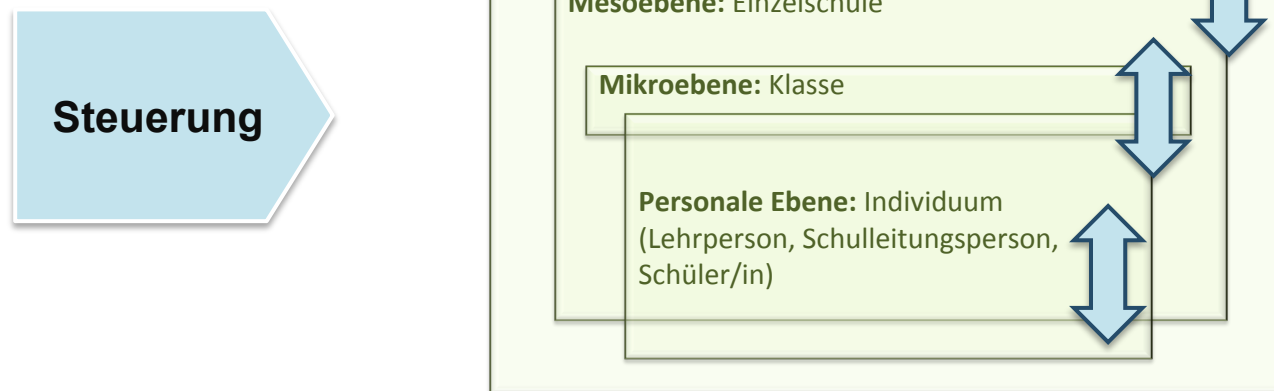 Mesoebene: Einzelschule
Steuerung
Mikroebene: Klasse
Personale Ebene: Individuum
(Lehrperson, Schulleitungsperson,
Schüler/in)